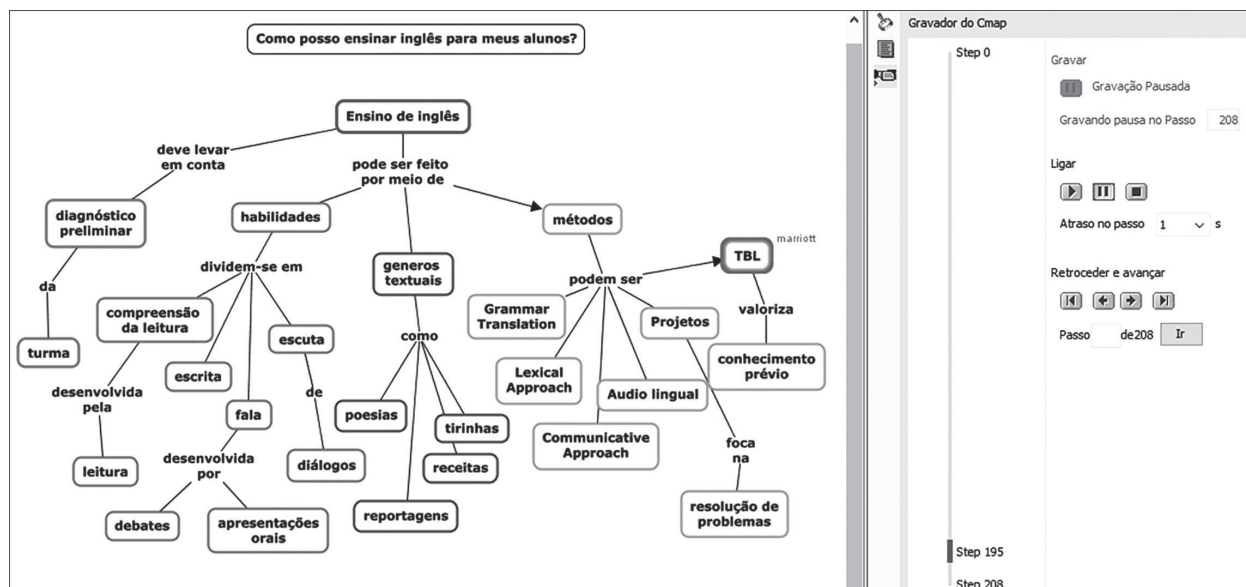 Como posso ensinar inglês para meus alunos?
Ensino de inglês
deve levar
em conta
pode ser feito
por meio de
diagnóstico
preliminar
habilidades
métodos
marriott
TBL
da
dividem-se em
generos
textuais
podem ser
valoriza
turma
compreensão
da leitura
escrita
escuta
como
Grammar
Translation
Projetos
conhecimento
prévio
desenvolvida
pela
fala
de
Lexical
Approach
Audio lingual
leitura
desenvolvida
por
diálogos
poesias
tirinhas
receitas
Communicative
Approach
foca
na
debates
apresentações
orais
reportagens
resolução de
problemas
Gravador do Cmap
Step 0
Gravar
Gravação Pausada
Gravando pausa no Passo 208
Ligar
Atraso no passo 1 s
Retroceder e avançar
Passo de208 Ir
Step 195
Step 208